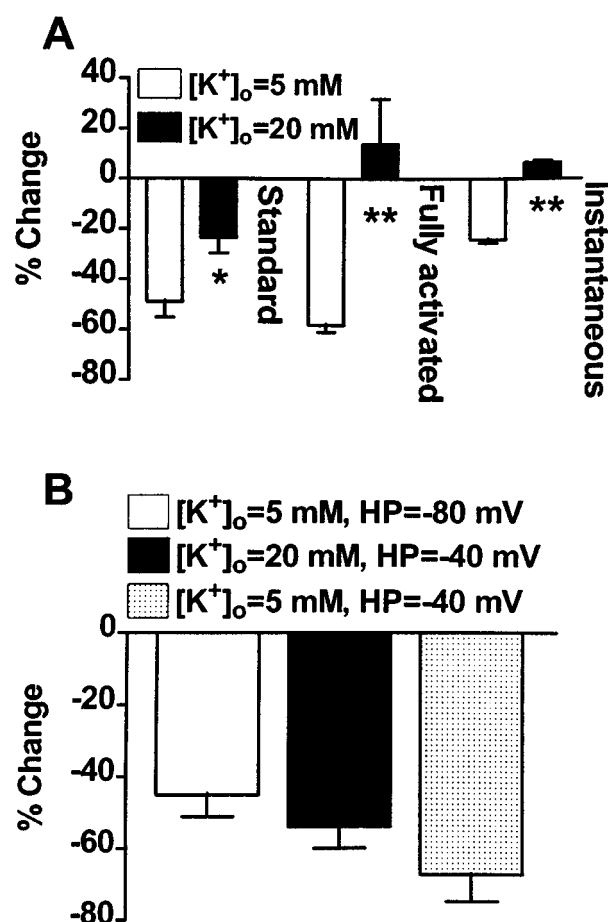 A
40
20
0
-20
-40
-60
-80
% Change
[K⁺]ₒ=5 mM
[K⁺]ₒ=20 mM
*
**
**
Standard
Fully activated
Instantaneous
B
[K⁺]ₒ=5 mM, HP=-80 mV
[K⁺]ₒ=20 mM, HP=-40 mV
[K⁺]ₒ=5 mM, HP=-40 mV
0
-20
-40
-60
-80
% Change